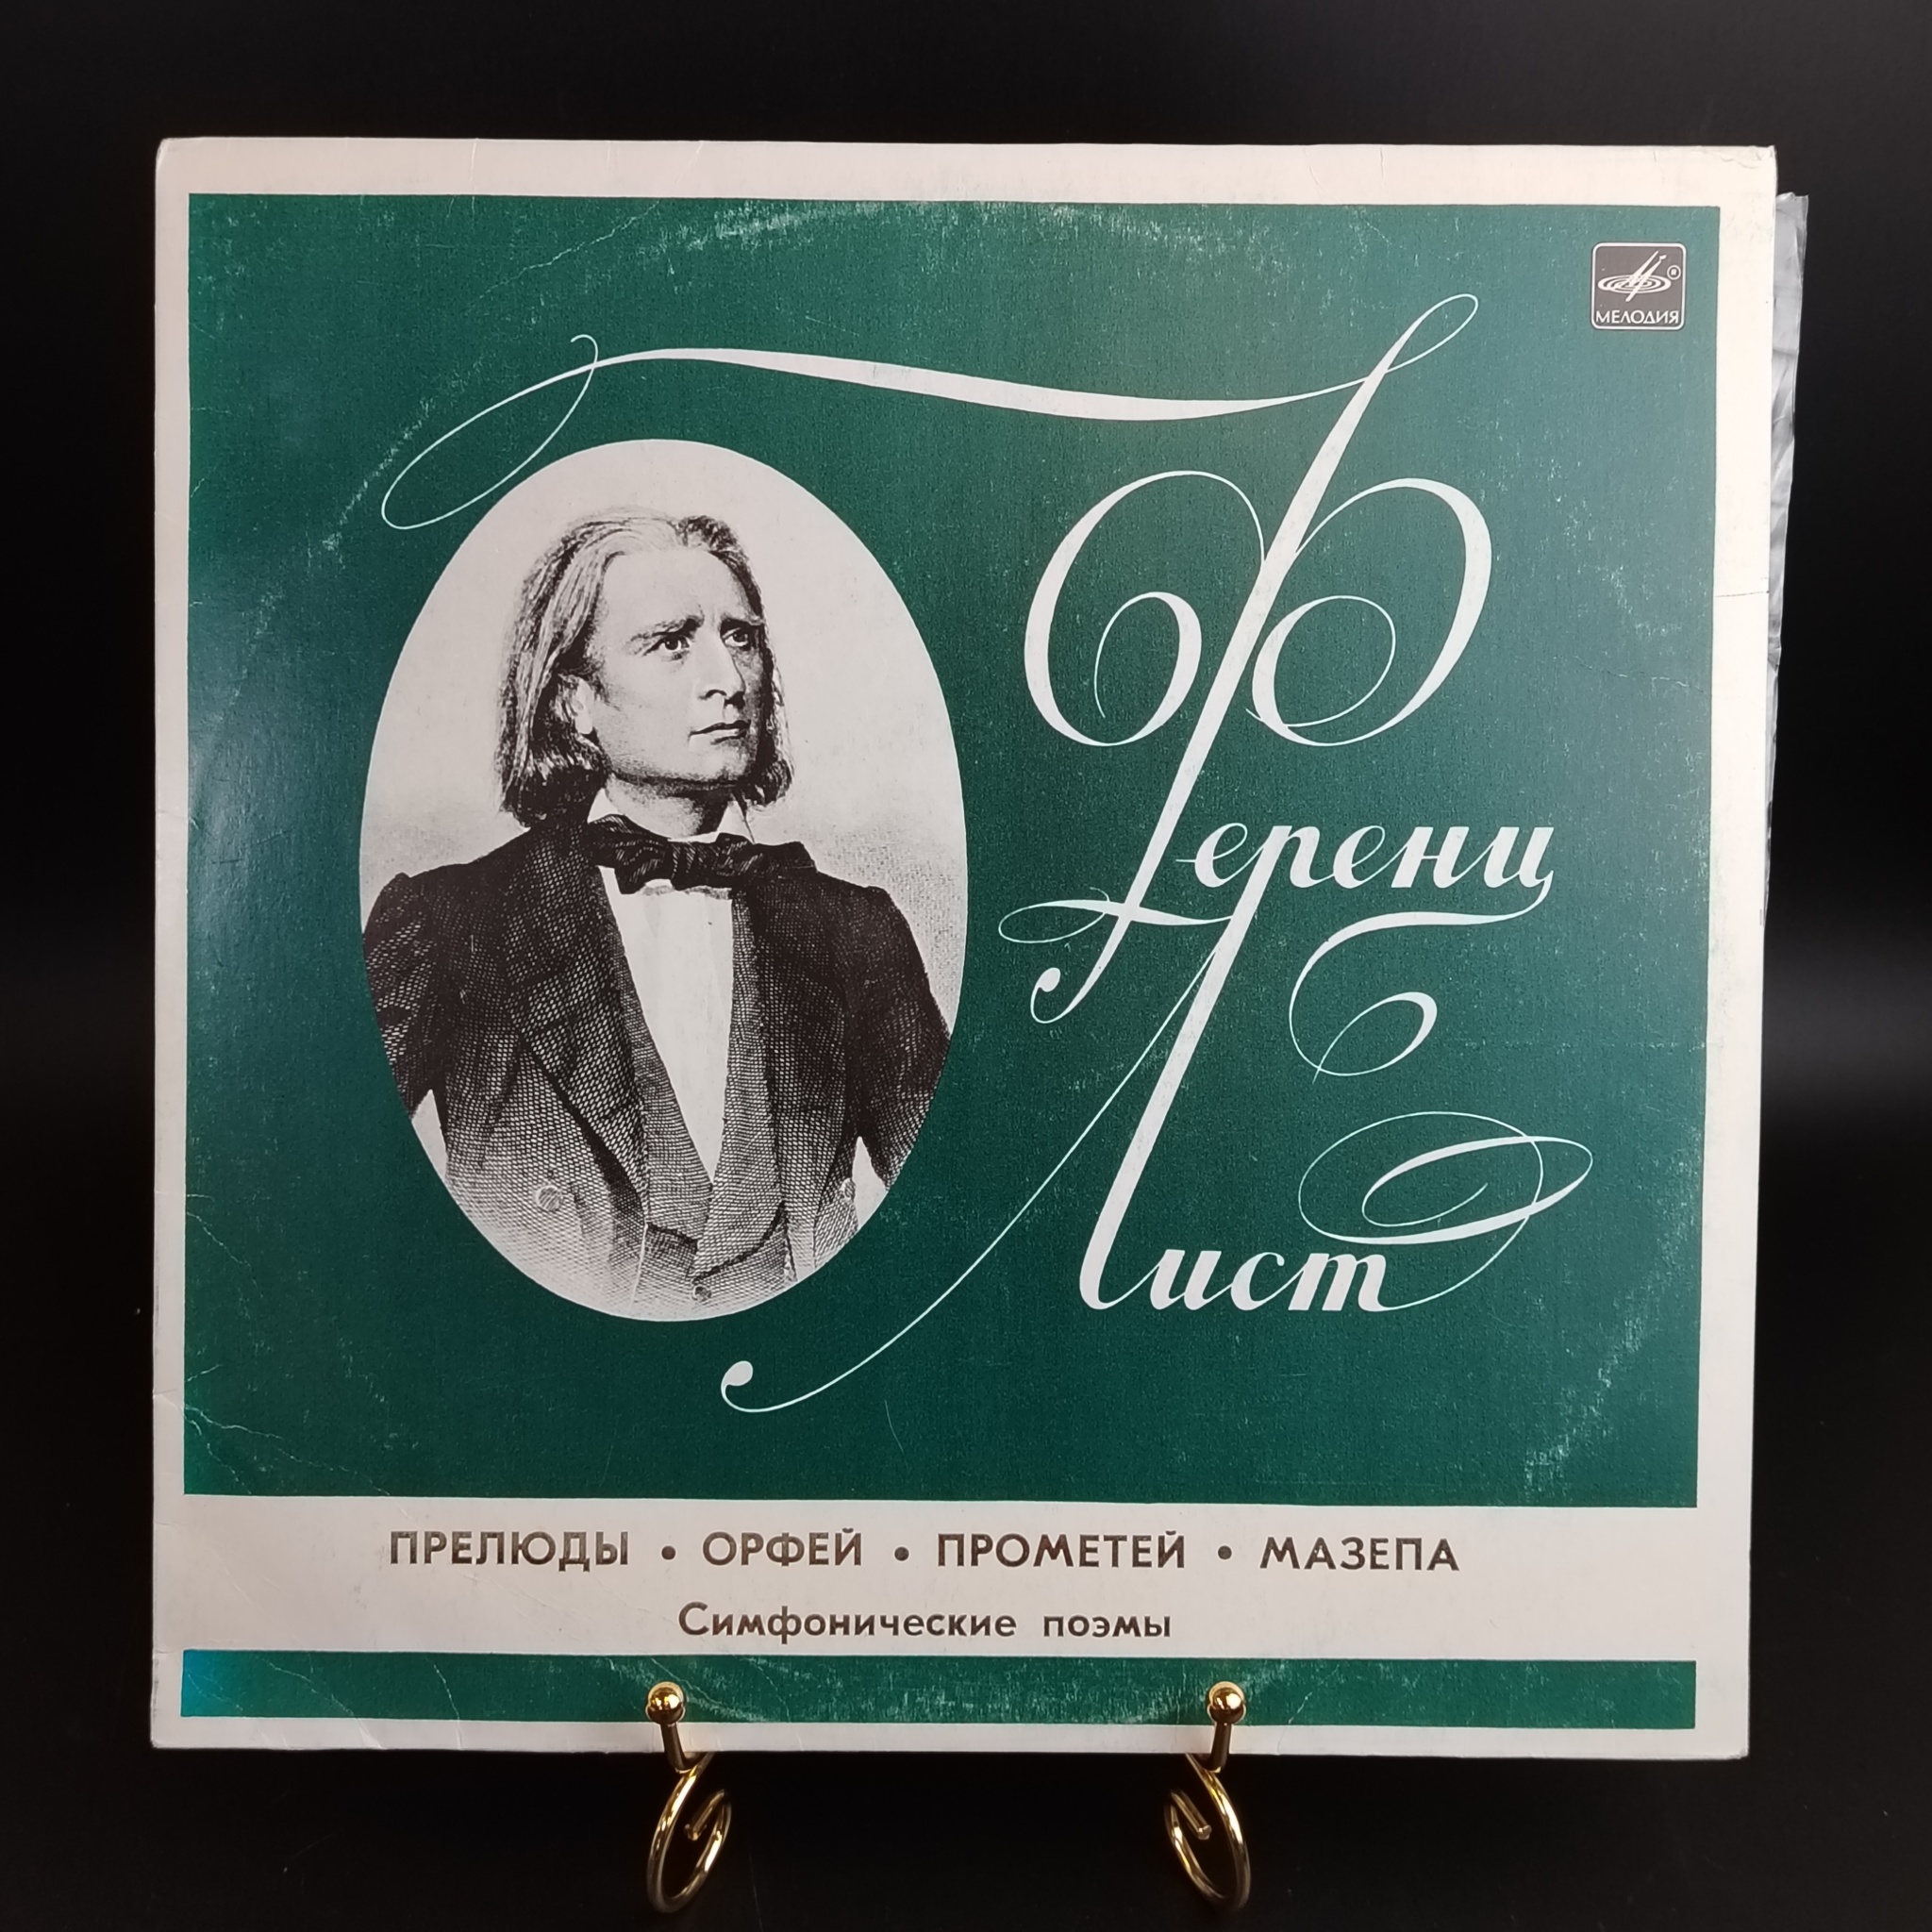 МЕЛОДИЯ
Ференц
Лист
ПРЕЛЮДЫ • ОРФЕЙ • ПРОМЕТЕЙ • МАЗЕПА
Симфонические поэмы